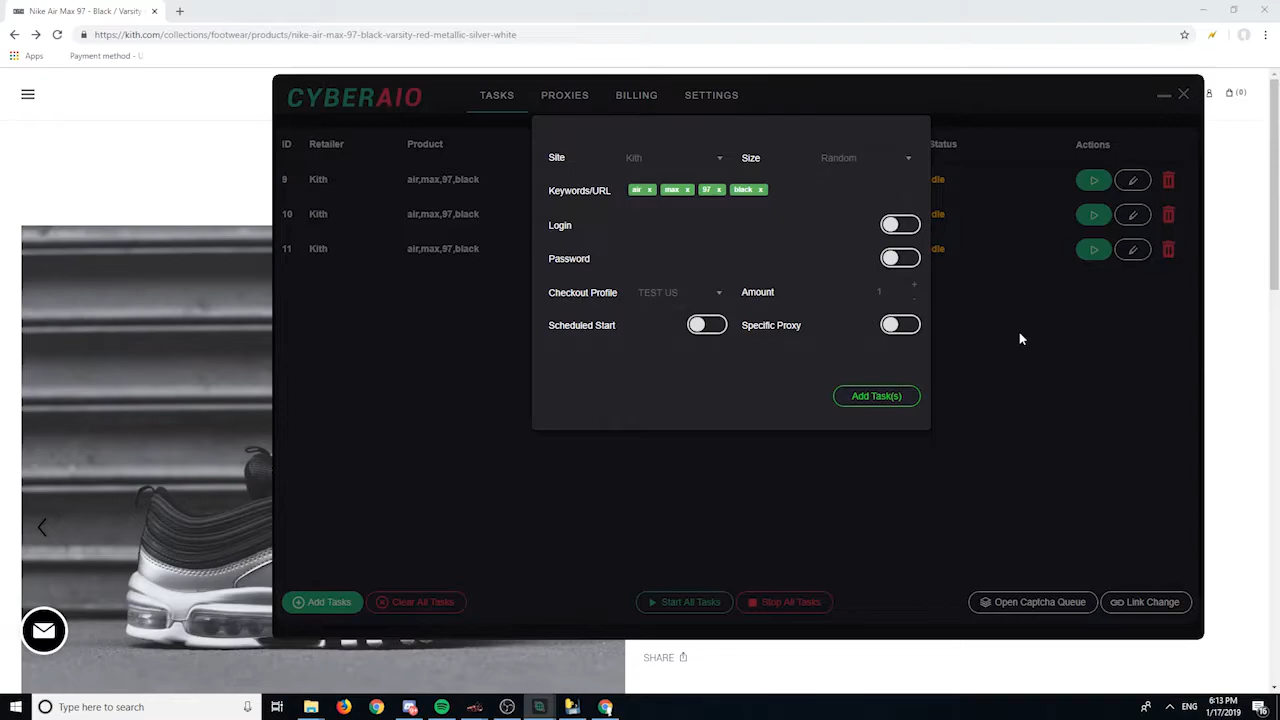 Nike Air Max 97 - Black / Varsity
https://kith.com/collections/footwear/products/nike-air-max-97-black-varsity-red-metallic-silver-white
Apps Payment method - U
CYBERAIO TASKS PROXIES BILLING SETTINGS
(0)
ID Retailer Product Status Actions
9 Kith air,max,97,black dle
10 Kith air,max,97,black dle
11 Kith air,max,97,black dle
Site Kith Size Random
Keywords/URL air x max x 97 x black x
Login
Password
Checkout Profile TEST US Amount 1 + -
Scheduled Start Specific Proxy
Add Task(s)
Add Tasks Clear All Tasks Start All Tasks Stop All Tasks Open Captcha Queue Link Change
SHARE
Type here to search
ENG
6:13 PM
1/17/2019
16